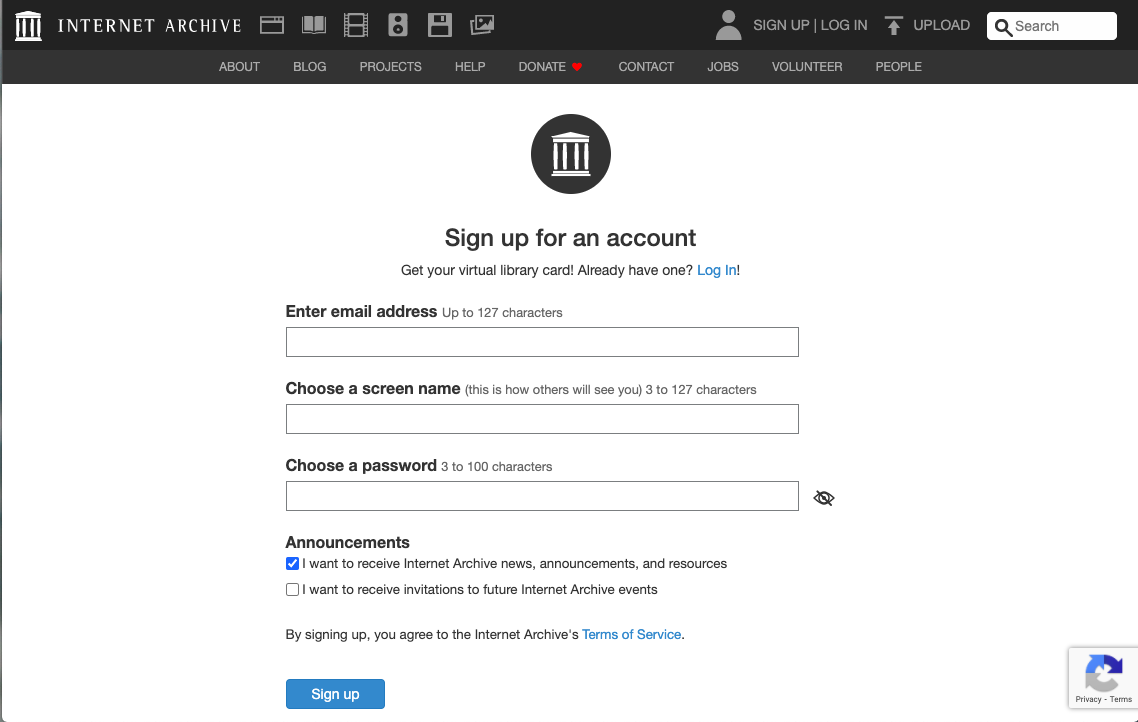 INTERNET ARCHIVE
SIGN UP | LOG IN
UPLOAD
Search
ABOUT BLOG PROJECTS HELP DONATE CONTACT JOBS VOLUNTEER PEOPLE
Sign up for an account
Get your virtual library card! Already have one? Log In!
Enter email address Up to 127 characters
Choose a screen name (this is how others will see you) 3 to 127 characters
Choose a password 3 to 100 characters
Announcements
I want to receive Internet Archive news, announcements, and resources
I want to receive invitations to future Internet Archive events
By signing up, you agree to the Internet Archive's Terms of Service.
Sign up
Privacy - Terms